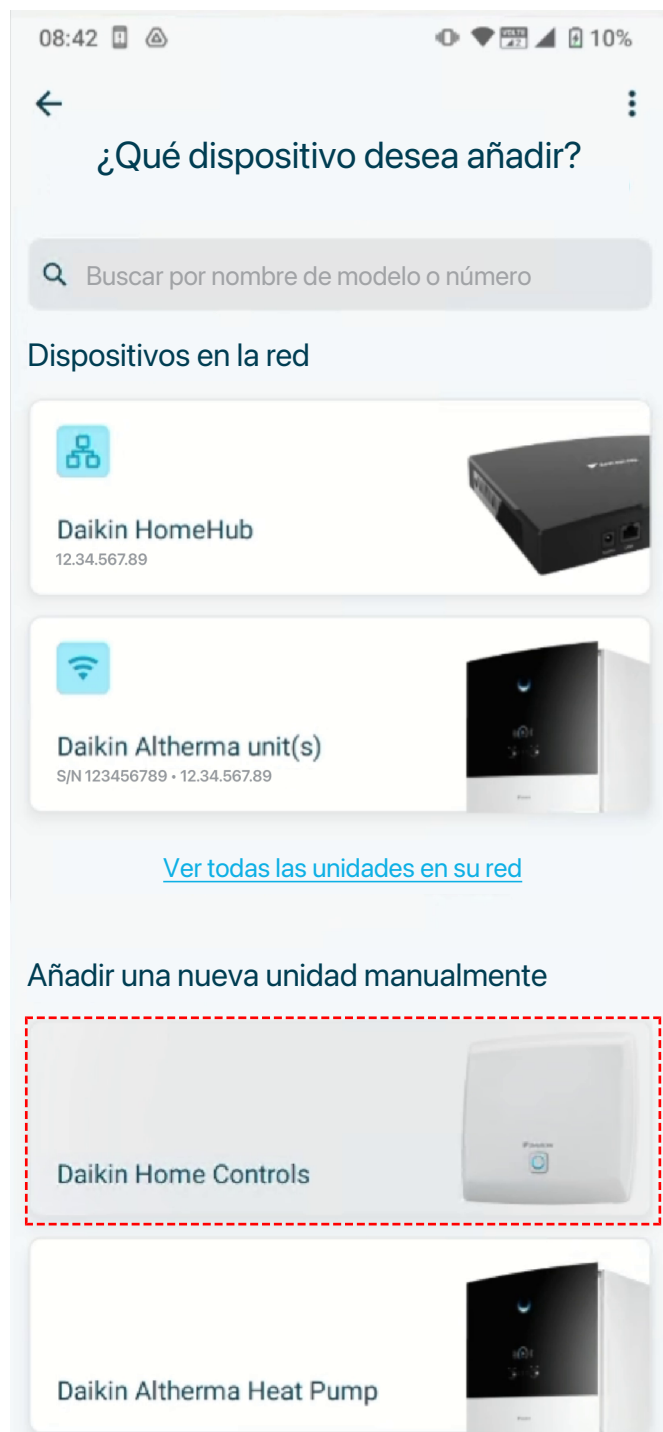 08:42
10%
¿Qué dispositivo desea añadir?
Buscar por nombre de modelo o número
Dispositivos en la red
Daikin HomeHub
12.34.567.89
Daikin Altherma unit(s)
S/N 123456789 • 12.34.567.89
Ver todas las unidades en su red
Añadir una nueva unidad manualmente
DAIKIN
Daikin Home Controls
Daikin Altherma Heat Pump